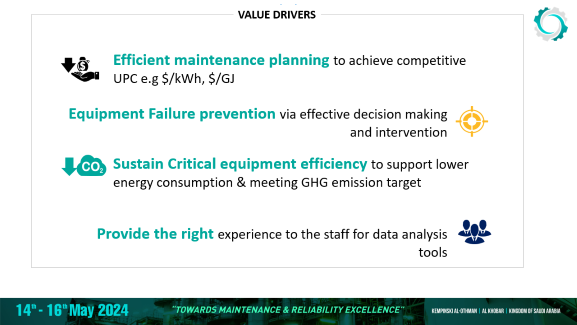 VALUE DRIVERS
Efficient maintenance planning to achieve competitive
UPC e.g $/kWh, $/GJ
Equipment Failure prevention via effective decision making
and intervention
CO₂
Sustain Critical equipment efficiency to support lower
energy consumption & meeting GHG emission target
Provide the right experience to the staff for data analysis
tools
14th - 16th May 2024
"TOWARDS MAINTENANCE & RELIABILITY EXCELLENCE"
KEMPINSKI AL-OTHMAN | AL KHOBAR | KINGDOM OF SAUDI ARABIA